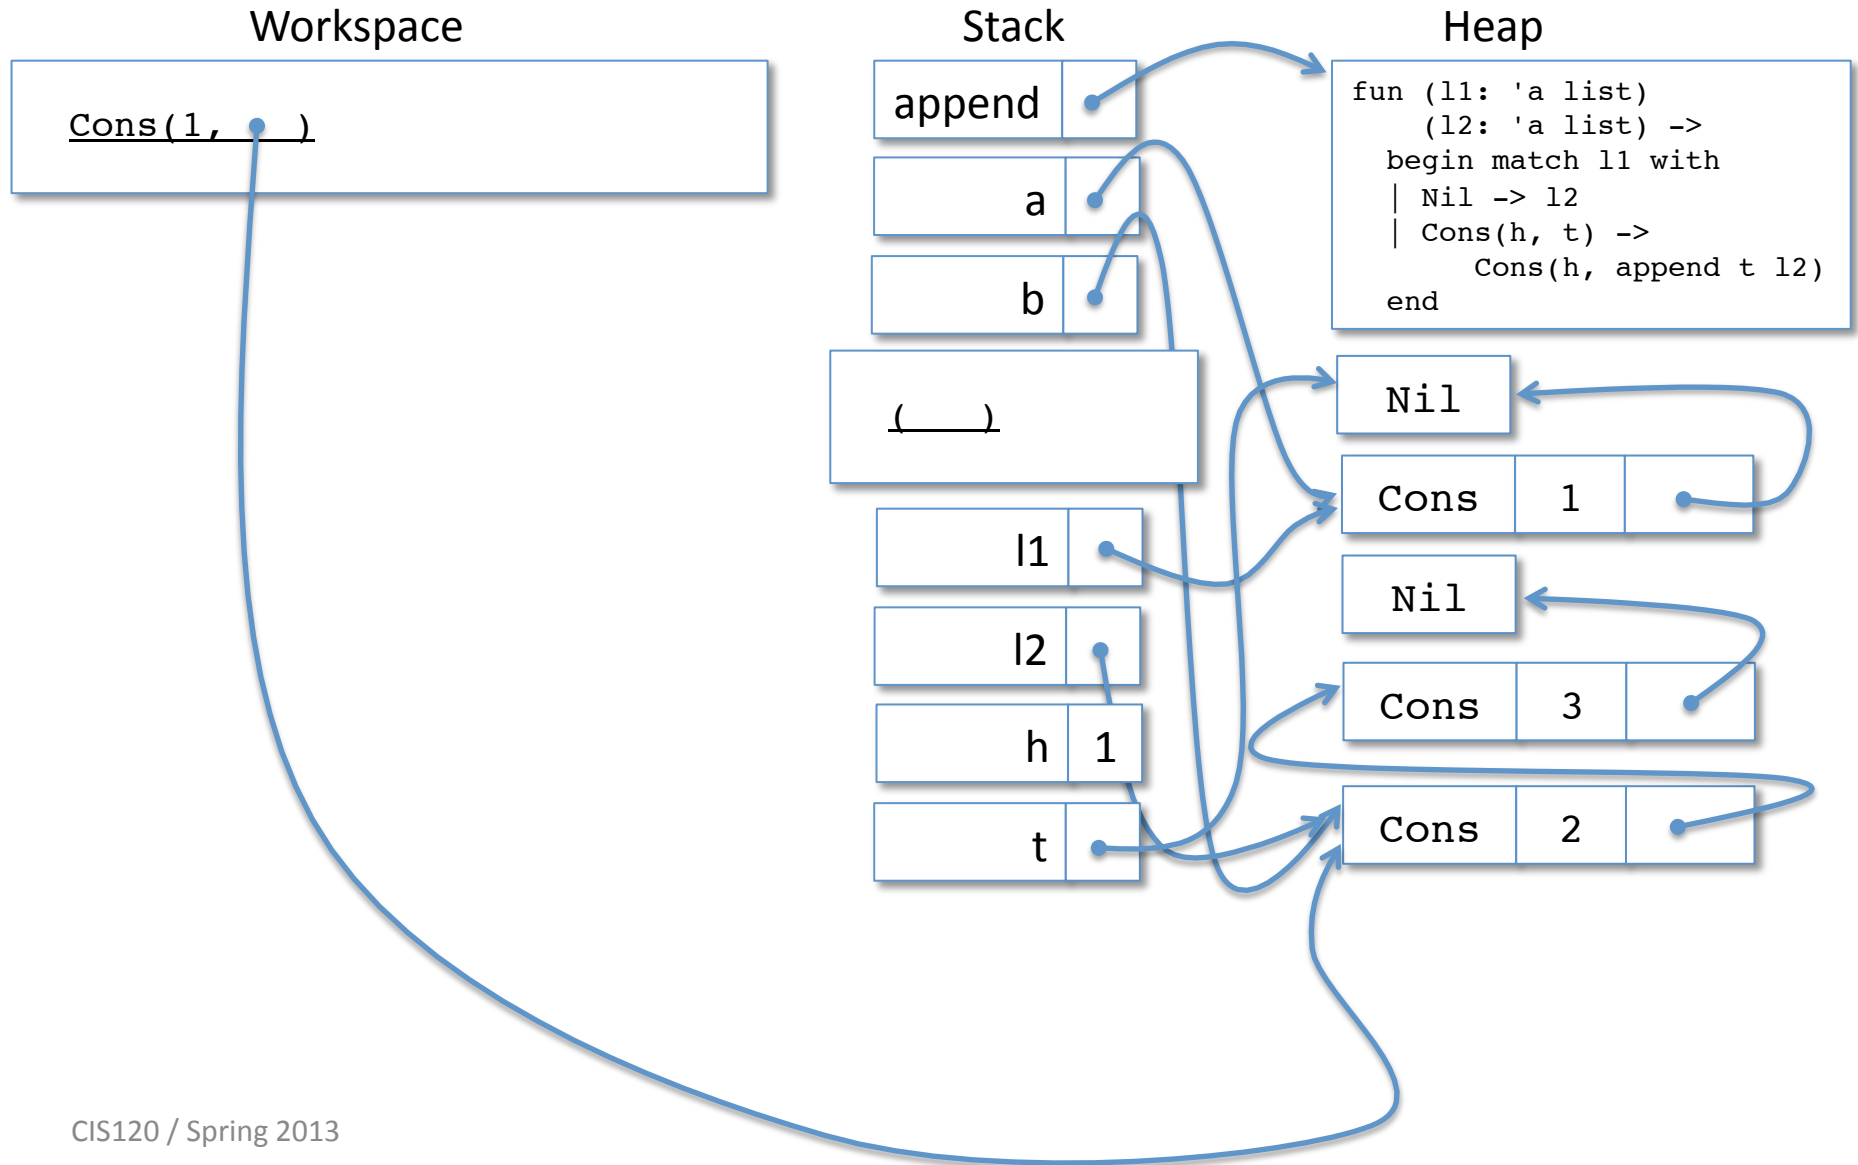 Workspace
Cons(1,    )
Stack
append
a
b
(    )
l1
l2
h 1
t
Heap
fun (l1: 'a list)
(l2: 'a list) ->
begin match l1 with
| Nil -> l2
| Cons(h, t) ->
Cons(h, append t l2)
end
Nil
Cons 1
Nil
Cons 3
Cons 2
CIS120 / Spring 2013